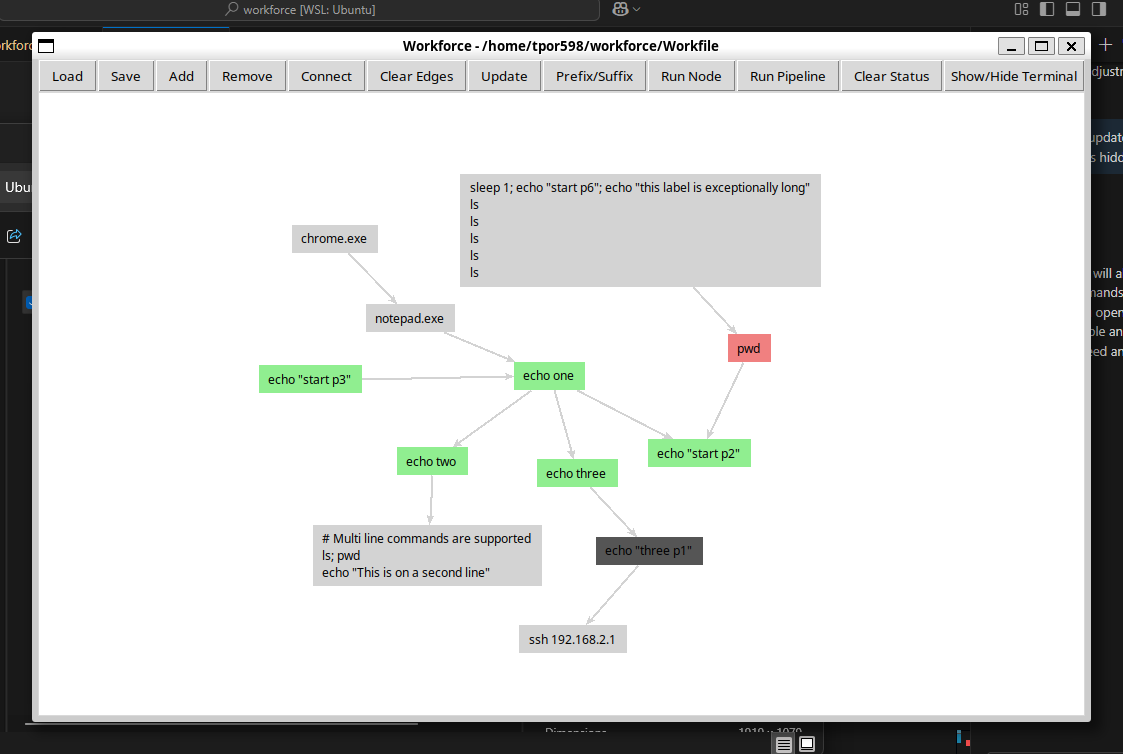 workforce [WSL: Ubuntu]
Workforce - /home/tpor598/workforce/Workfile
Load Save Add Remove Connect Clear Edges Update Prefix/Suffix Run Node Run Pipeline Clear Status Show/Hide Terminal
sleep 1; echo "start p6"; echo "this label is exceptionally long"
ls
ls
ls
ls
ls
chrome.exe
notepad.exe
pwd
echo "start p3"
echo one
echo "start p2"
echo two
echo three
# Multi line commands are supported
ls; pwd
echo "This is on a second line"
echo "three p1"
ssh 192.168.2.1